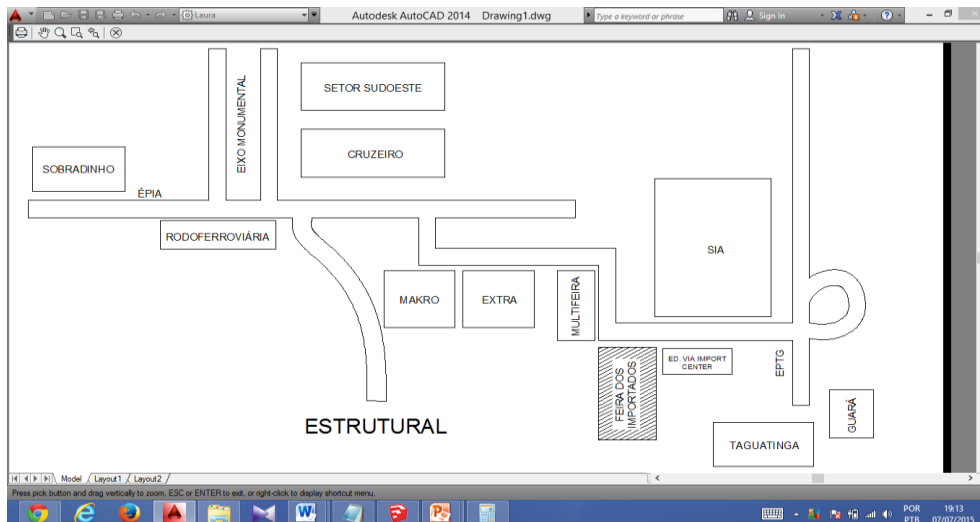 Laura
Autodesk AutoCAD 2014 Drawing1.dwg
Type a keyword or phrase
Sign In
SETOR SUDOESTE
EIXO MONUMENTAL
CRUZEIRO
SOBRADINHO
ÉPIA
RODOFERROVIÁRIA
SIA
MAKRO
EXTRA
MULTIFEIRA
ED. VIA IMPORT
CENTER
EPTG
FEIRA DOS
IMPORTADOS
GUARÁ
ESTRUTURAL
TAGUATINGA
Model
Layout1
Layout2
Press pick button and drag vertically to zoom, ESC or ENTER to exit, or right-click to display shortcut menu.
POR
PTB
19:13
07/07/2015